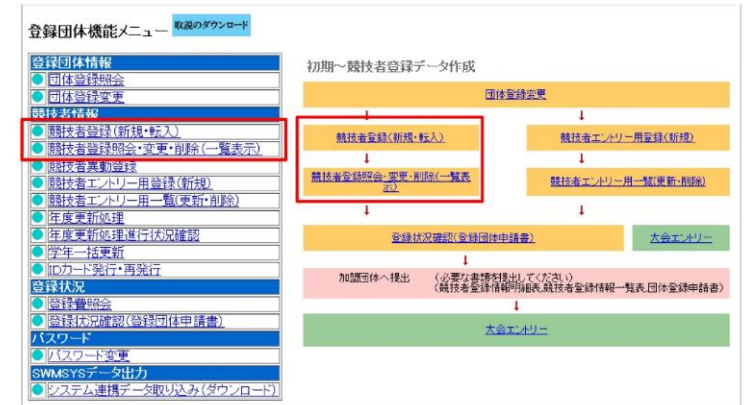 登録団体機能メニュー
取説のダウンロード
登録団体情報
団体登録照会
団体登録変更
競技者情報
競技者登録(新規・転入)
競技者登録照会・変更・削除(一覧表示)
競技者異動登録
競技者エントリー用登録(新規)
競技者エントリー用一覧(更新・削除)
年度更新処理
年度更新処理進行状況確認
学年一括更新
IDカード発行・再発行
登録状況
登録費照会
登録状況確認(登録団体申請書)
パスワード
パスワード変更
SWMSYSデータ出力
システム連携データ取り込み(ダウンロード)
初期～競技者登録データ作成
団体登録変更
↓ ↓
競技者登録(新規・転入) 競技者エントリー用登録(新規)
↓ ↓
競技者登録照会・変更・削除(一覧表
示)
競技者エントリー用一覧(更新・削除)
↓ ↓
登録状況確認(登録団体申請書) 大会エントリー
↓
加盟団体へ提出 (必要な書類を提出してください)
(競技者登録情報明細表,競技者登録情報一覧表,団体登録申請書)
↓
大会エントリー